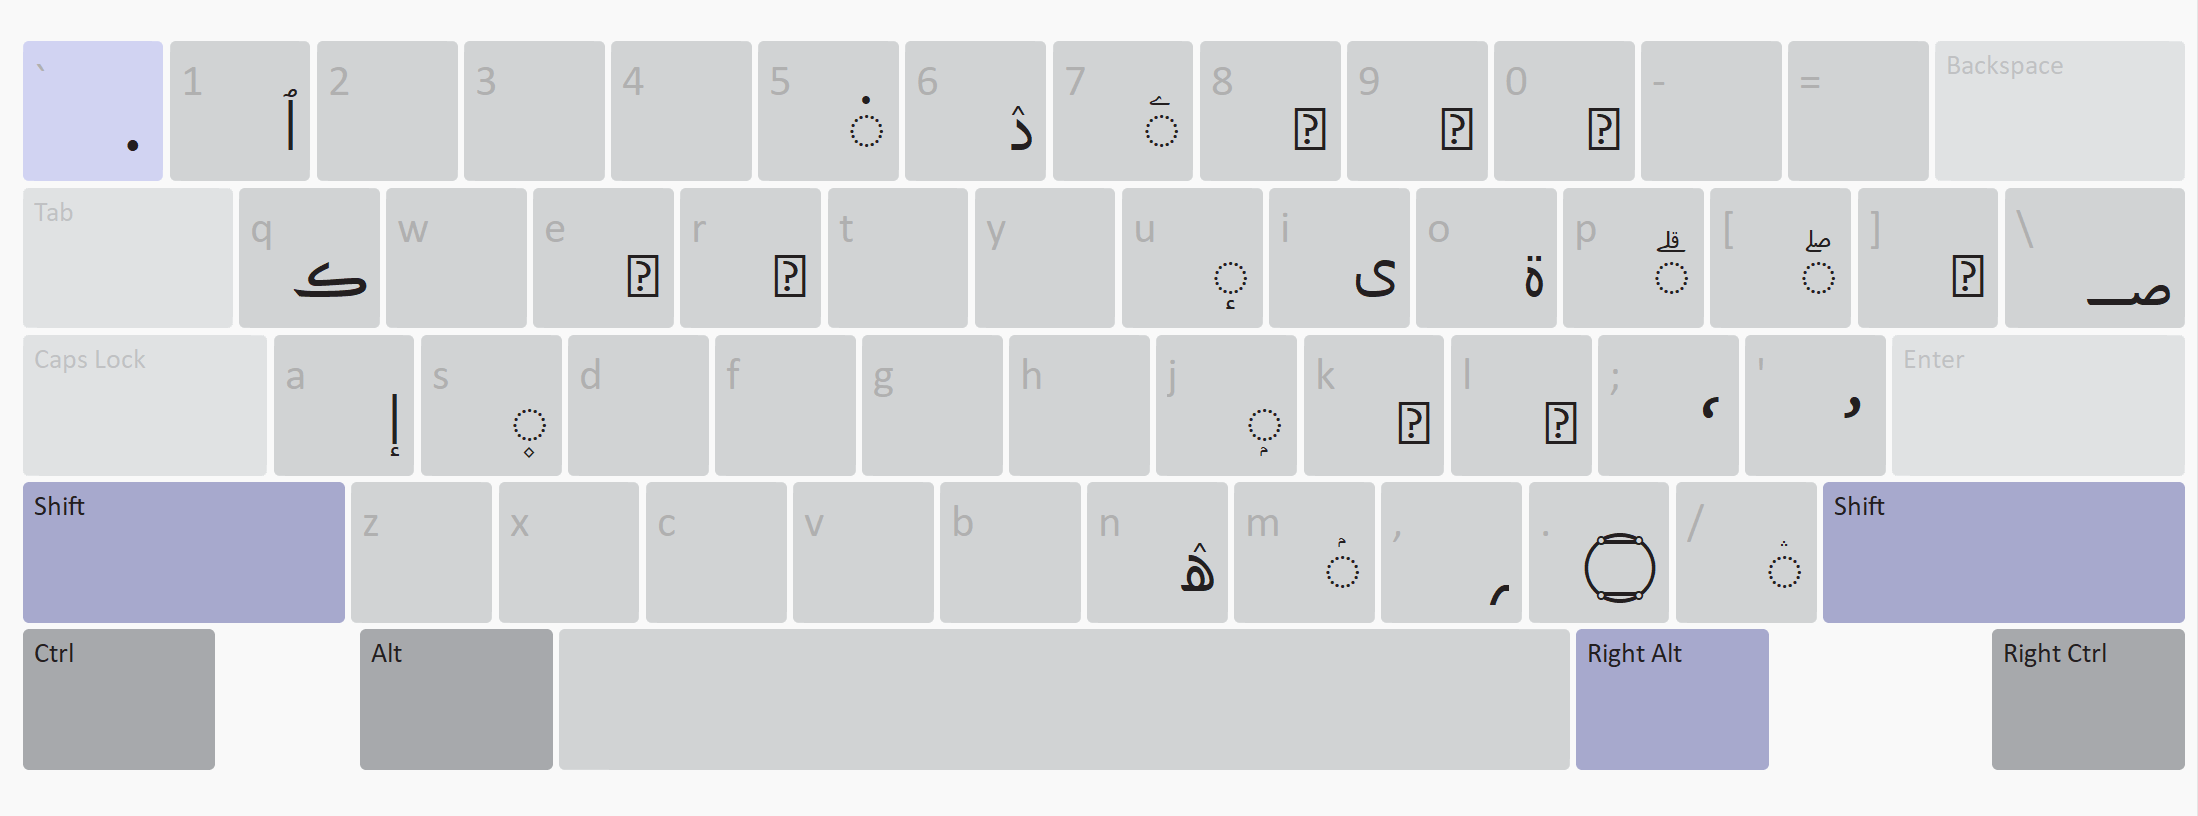 ` . 1 ٱ 2 3 4 5 ◌۬ 6 7 ◌ۓ 8 9 0 - = Backspace
Tab q ڪ w e r t y u ◌ٕ i ى o ة p ◌ۗ [ ◌ۖ ] \
Caps Lock a إ s ◌۪ d f g h j ◌ۭ k l ; ' Enter
Shift z x c v b n m ◌ۢ , . ۝ / ◌ۛ Shift
Ctrl Alt Right Alt Right Ctrl